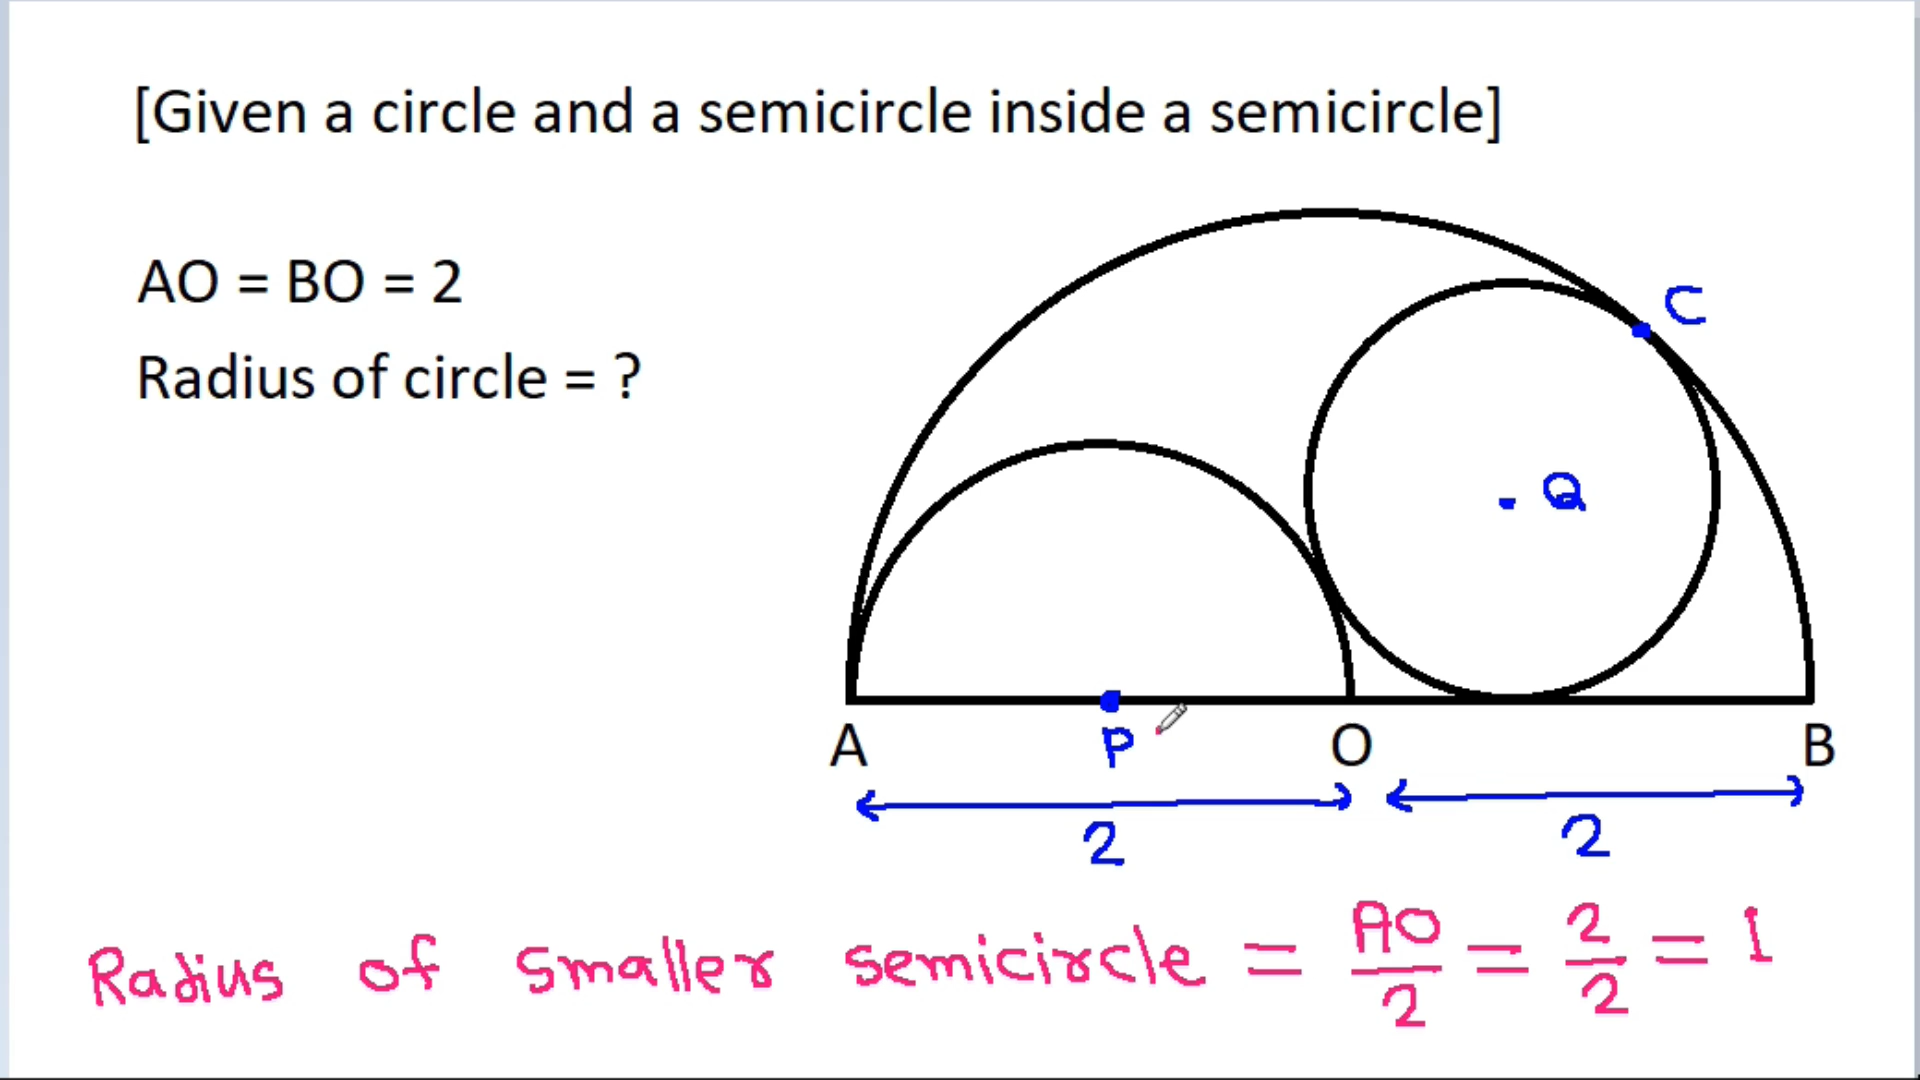 [Given a circle and a semicircle inside a semicircle]
AO = BO = 2
Radius of circle = ?
C
Q
A
P
O
B
2
2
Radius of smaller semicircle = AO/2 = 2/2 = 1